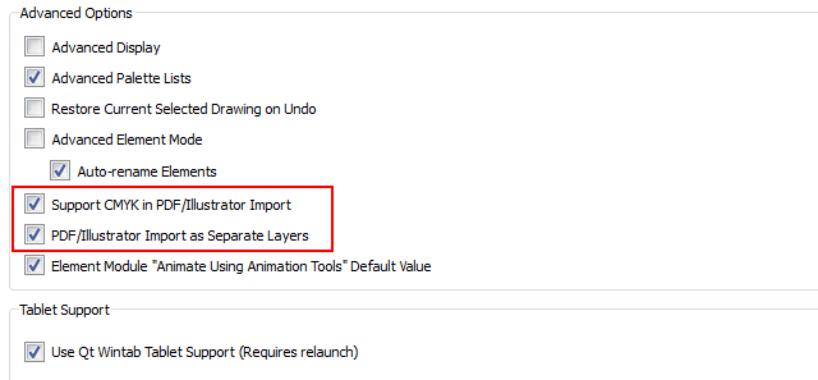 Advanced Options
Advanced Display
Advanced Palette Lists
Restore Current Selected Drawing on Undo
Advanced Element Mode
Auto-rename Elements
Support CMYK in PDF/Illustrator Import
PDF/Illustrator Import as Separate Layers
Element Module "Animate Using Animation Tools" Default Value
Tablet Support
Use Qt Wintab Tablet Support (Requires relaunch)